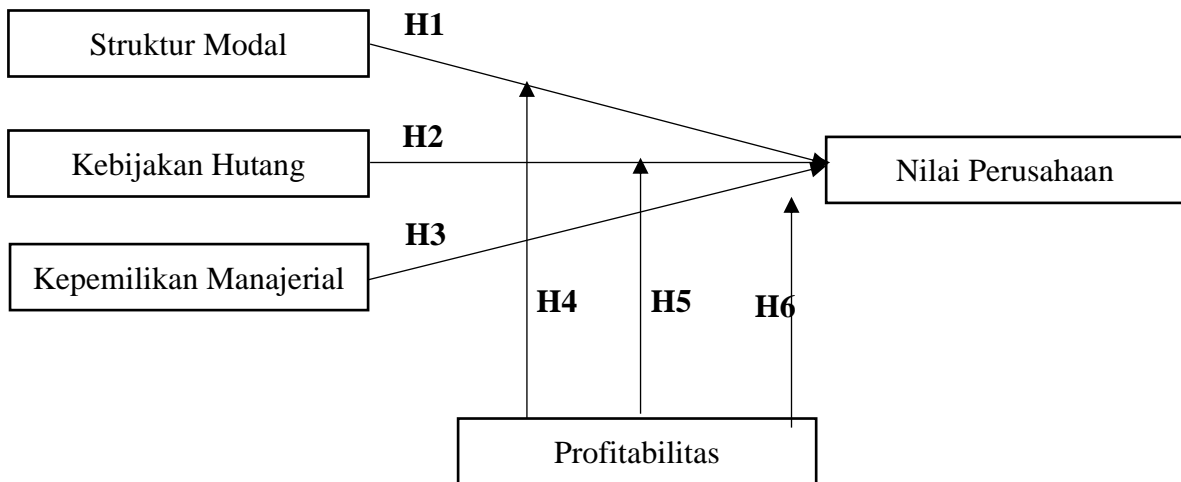 Struktur Modal
H1
Kebijakan Hutang
H2
Nilai Perusahaan
Kepemilikan Manajerial
H3
H4
H5
H6
Profitabilitas